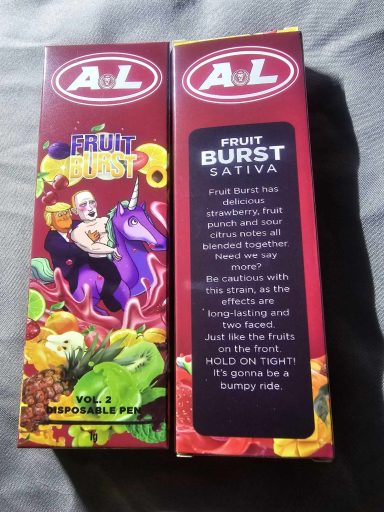 A L
FRUIT
BURST
VOL. 2
DISPOSABLE PEN
1g
A L
FRUIT
BURST
SATIVA
Fruit Burst has
delicious
strawberry, fruit
punch and sour
citrus notes all
blended together.
Need we say
more?
Be cautious with
this strain, as the
effects are
long-lasting and
two faced.
Just like the fruits
on the front.
HOLD ON TIGHT!
It's gonna be a
bumpy ride.